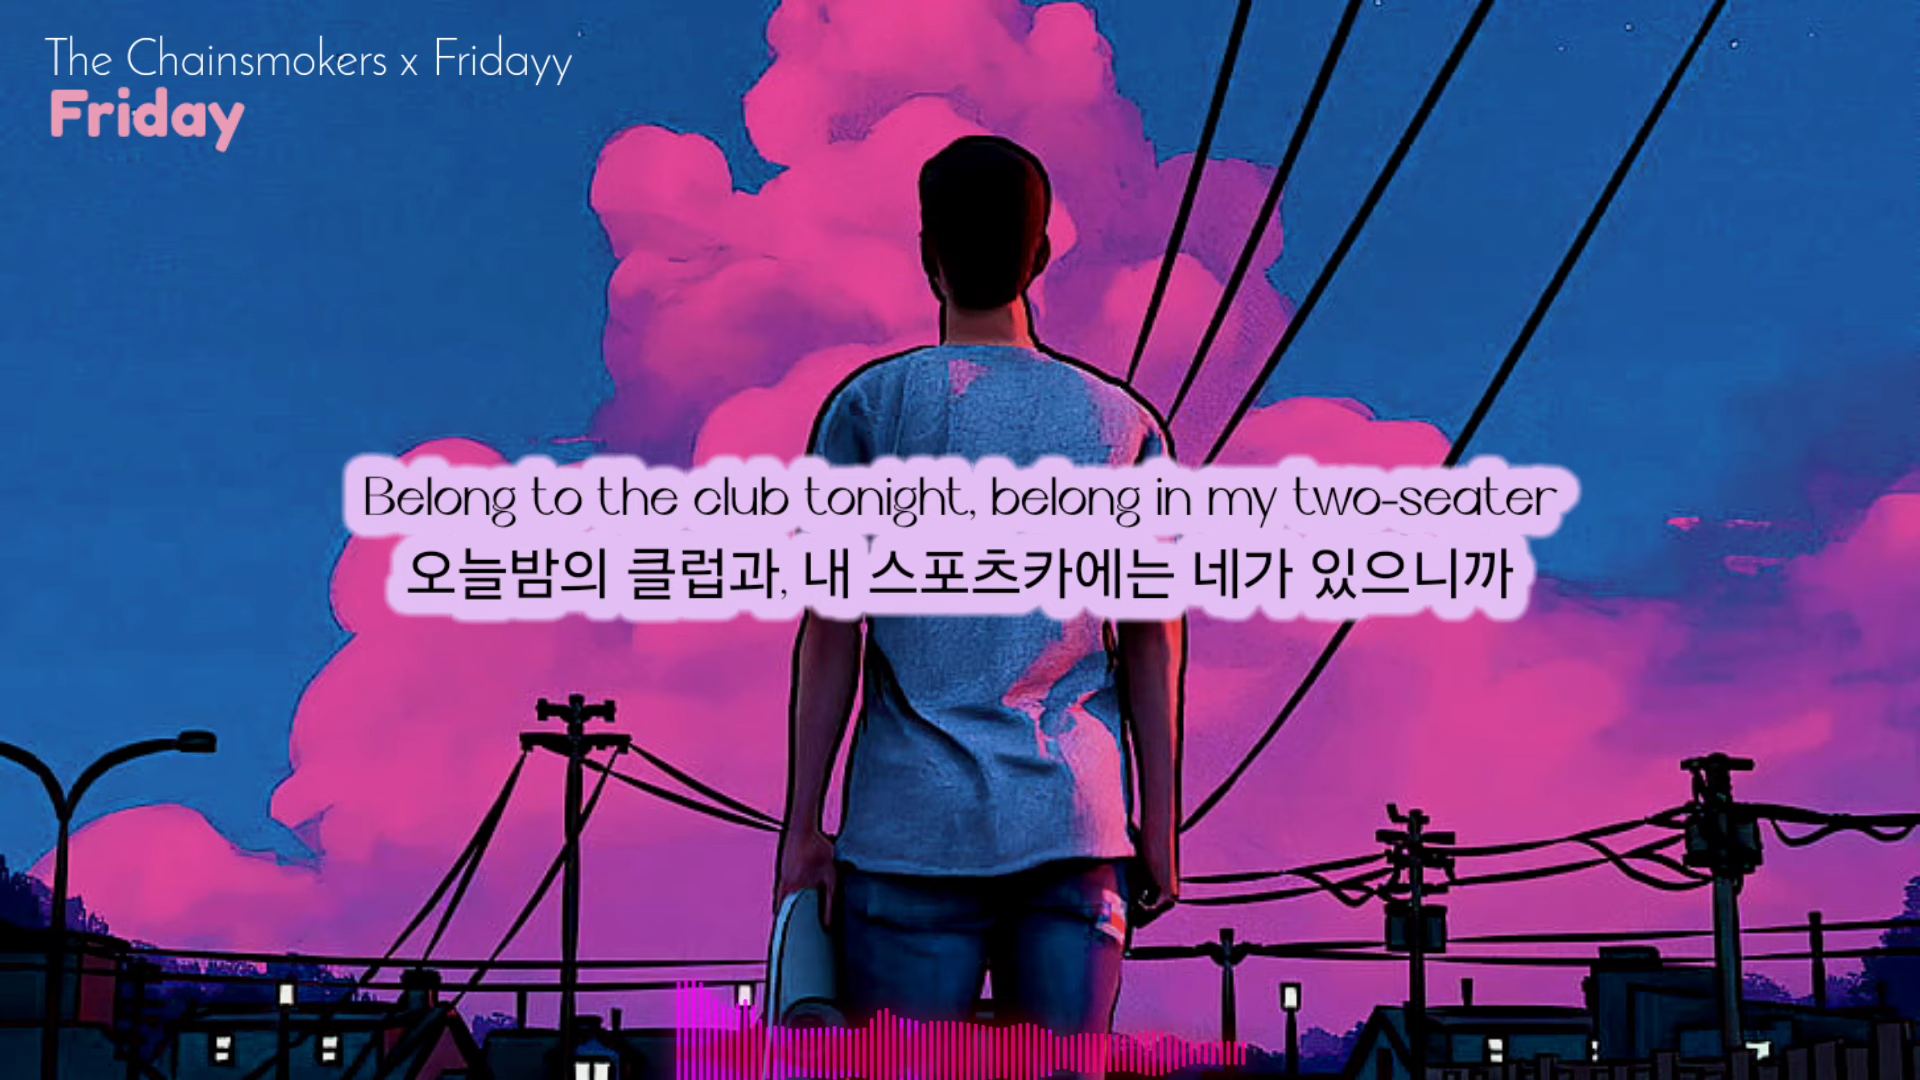 The Chainsmokers x Fridayy
Friday
Belong to the club tonight, belong in my two-seater
오늘밤의 클럽과, 내 스포츠카에는 네가 있으니까